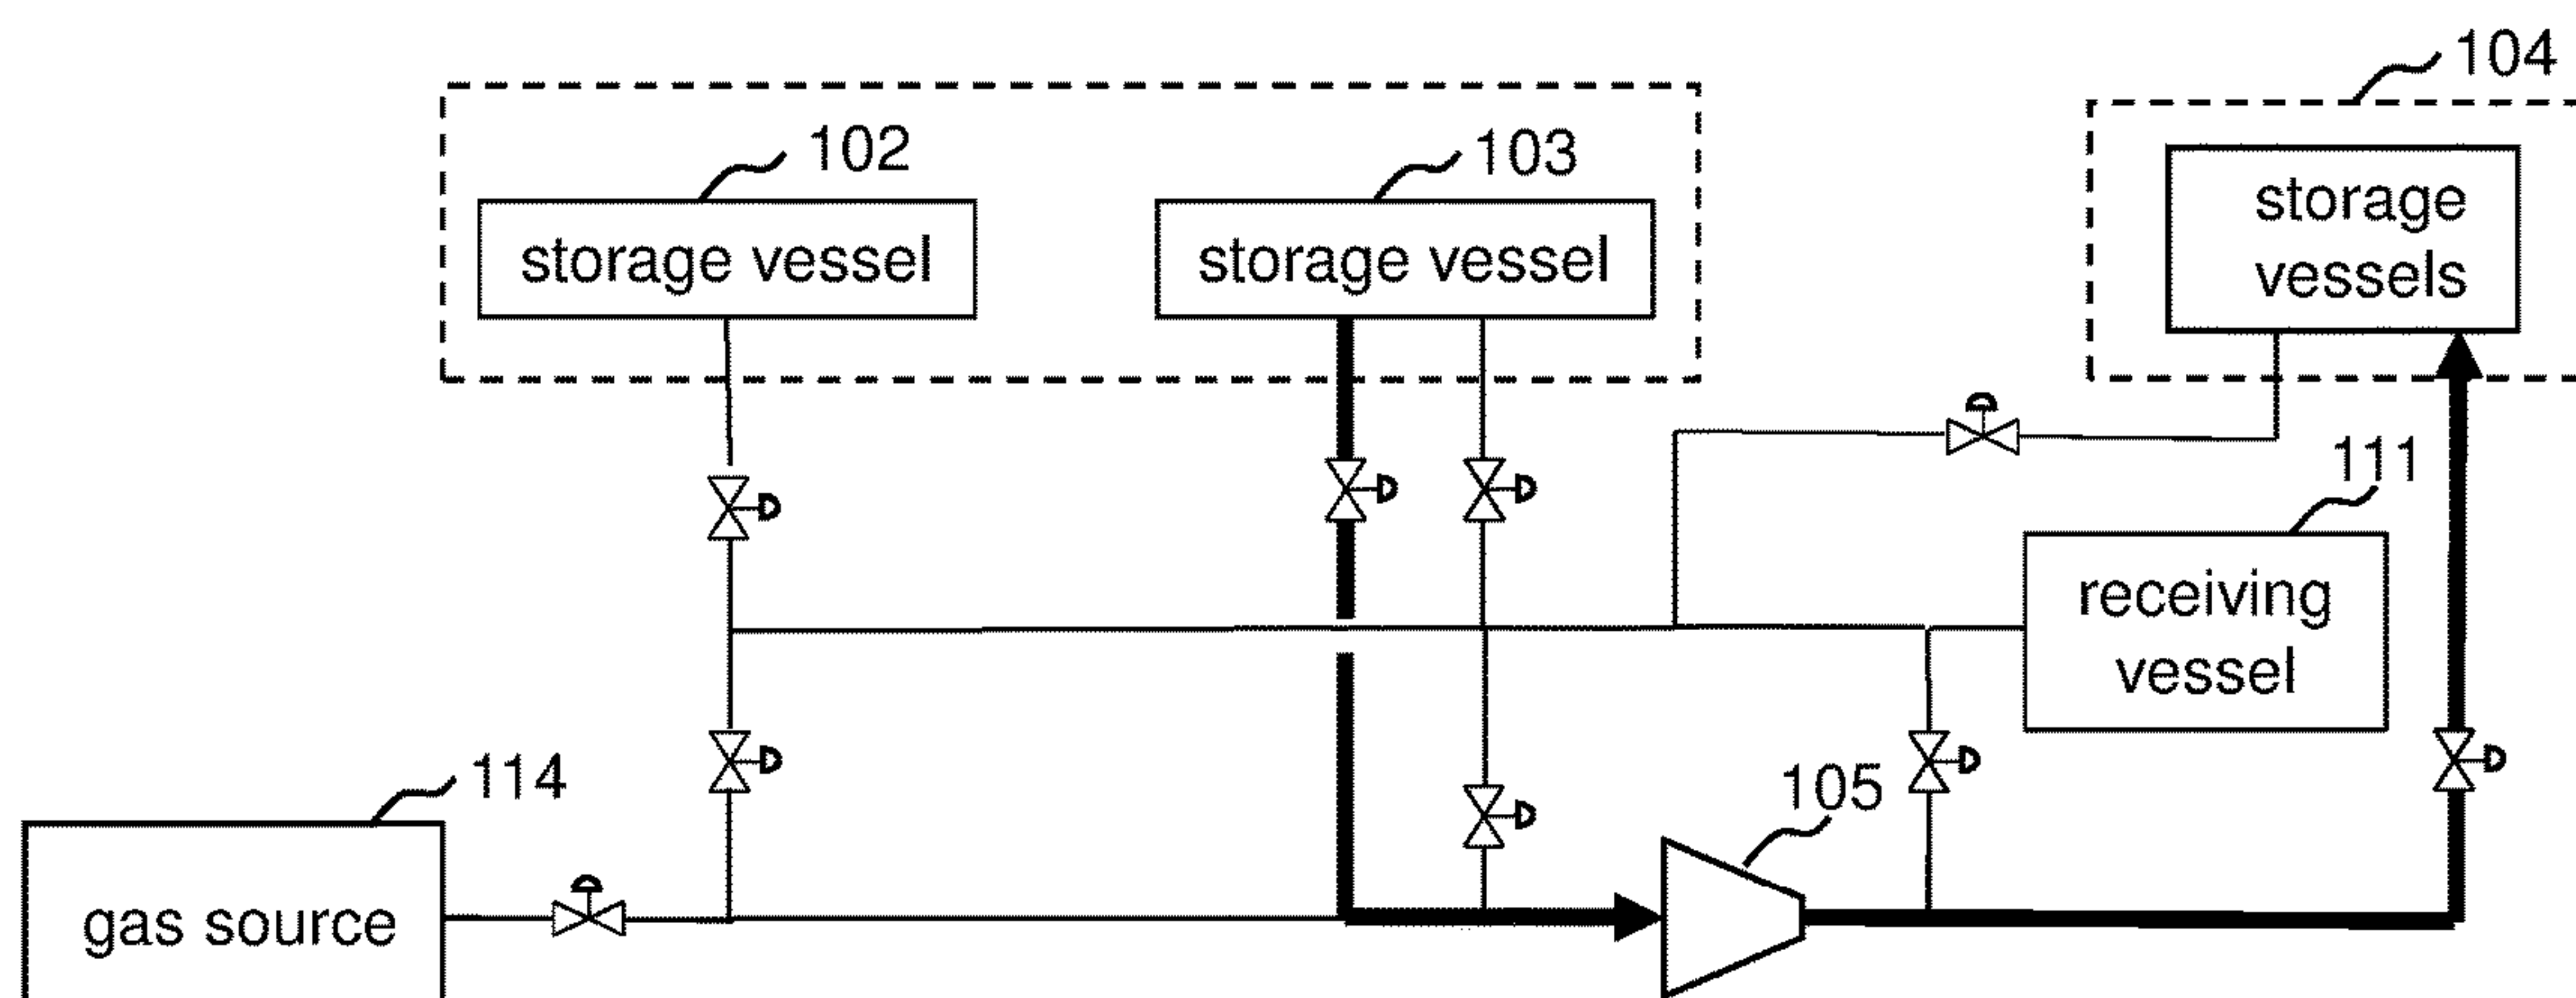 104
102
103
storage vessel
storage vessel
storage
vessels
111
receiving
vessel
114
105
gas source